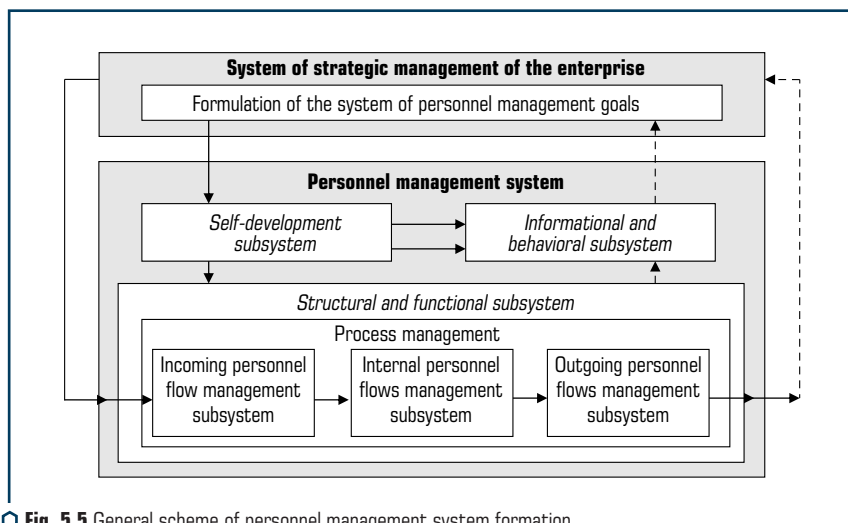 System of strategic management of the enterprise
Formulation of the system of personnel management goals
Personnel management system
Self-development
subsystem
Informational and
behavioral subsystem
Structural and functional subsystem
Process management
Incoming personnel
flow management
subsystem
Internal personnel
flows management
subsystem
Outgoing personnel
flows management
subsystem
Fig. 5.5 General scheme of personnel management system formation